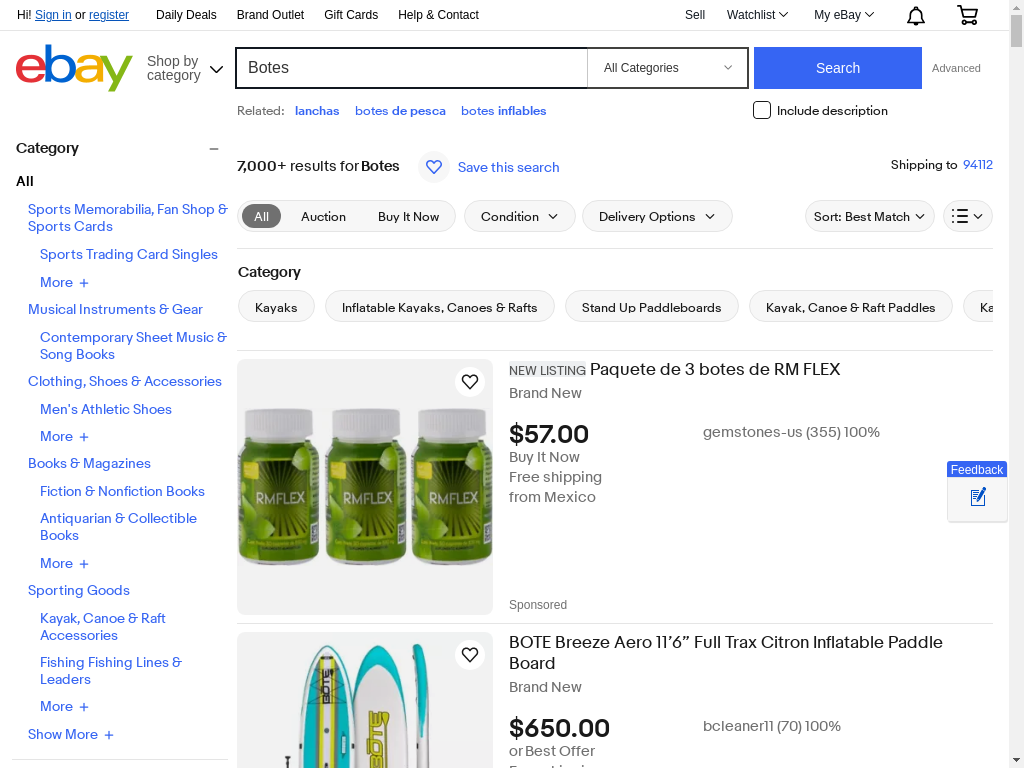 Hi! Sign in or register
Daily Deals
Brand Outlet
Gift Cards
Help & Contact
Sell
Watchlist
My eBay
ebay
Shop by
category
Botes
All Categories
Search
Advanced
Related:
lanchas
botes de pesca
botes inflables
Include description
Category
All
Sports Memorabilia, Fan Shop &
Sports Cards
Sports Trading Card Singles
More
Musical Instruments & Gear
Contemporary Sheet Music &
Song Books
Clothing, Shoes & Accessories
Men's Athletic Shoes
More
Books & Magazines
Fiction & Nonfiction Books
Antiquarian & Collectible
Books
More
Sporting Goods
Kayak, Canoe & Raft
Accessories
Fishing Fishing Lines &
Leaders
More
Show More
7,000+ results for Botes
Save this search
Shipping to 94112
All
Auction
Buy It Now
Condition
Delivery Options
Sort: Best Match
Category
Kayaks
Inflatable Kayaks, Canoes & Rafts
Stand Up Paddleboards
Kayak, Canoe & Raft Paddles
Ka
RMFLEX
RMFLEX
RMFLEX
NEW LISTING Paquete de 3 botes de RM FLEX
Brand New
$57.00
Buy It Now
Free shipping
from Mexico
gemstones-us (355) 100%
Sponsored
Feedback
BOTE
BOTE
BOTE Breeze Aero 11′6″ Full Trax Citron Inflatable Paddle
Board
Brand New
$650.00
or Best Offer
bcleaner11 (70) 100%